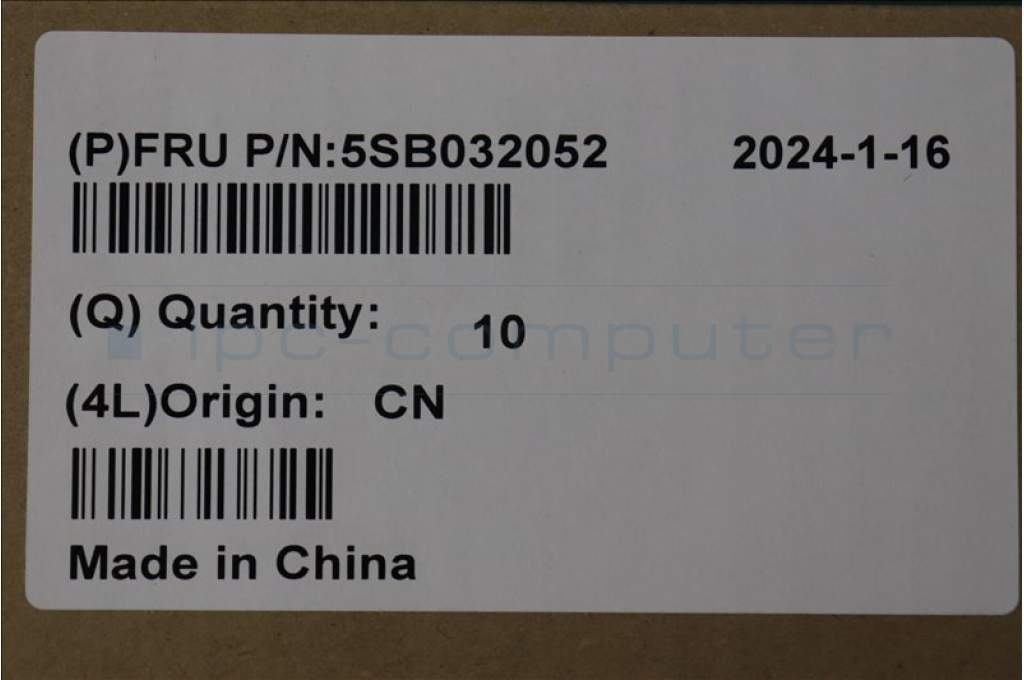 (P)FRU P/N:5SB032052 2024-1-16
(Q) Quantity: 10
ipc-computer
(4L)Origin: CN
Made in China